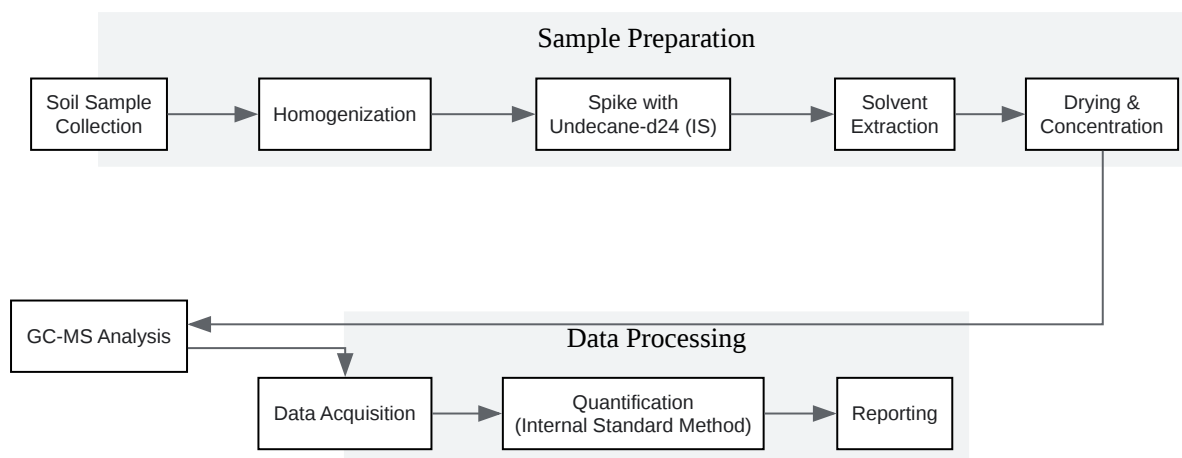 Sample Preparation
Soil Sample
Collection
Homogenization
Spike with
Undecane-d24 (IS)
Solvent
Extraction
Drying &
Concentration
GC-MS Analysis
Data Processing
Data Acquisition
Quantification
(Internal Standard Method)
Reporting